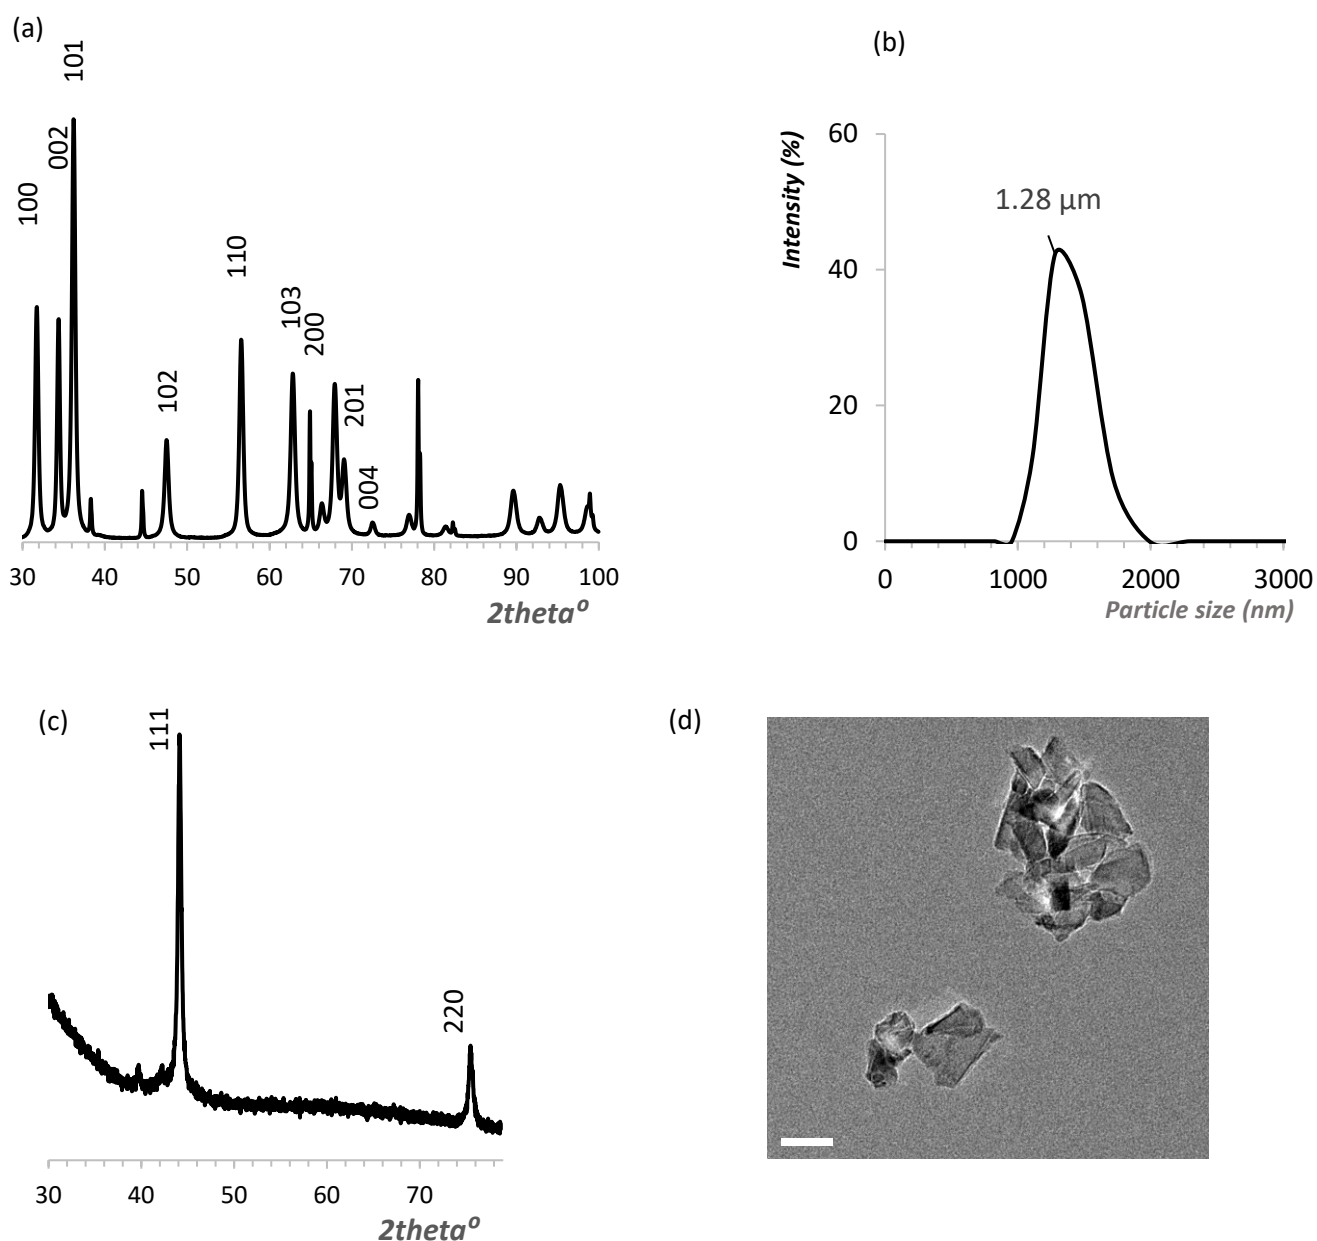 (a)
101
002
100
110
103
200
102
201
004
30 40 50 60 70 80 90 100
2theta⁰
(b)
Intensity (%)
60
1.28 µm
40
20
0
0 1000 2000 3000
Particle size (nm)
(c)
111
220
30 40 50 60 70
2theta⁰
(d)